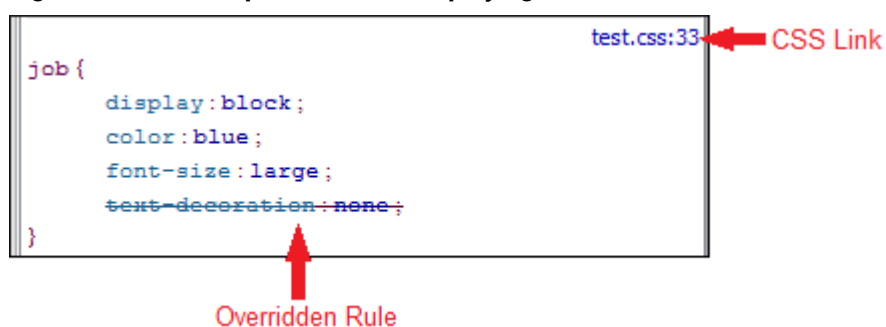 test.css:33 CSS Link
job{
display:block;
color:blue;
font-size:large;
text-decoration:none;
}
Overridden Rule